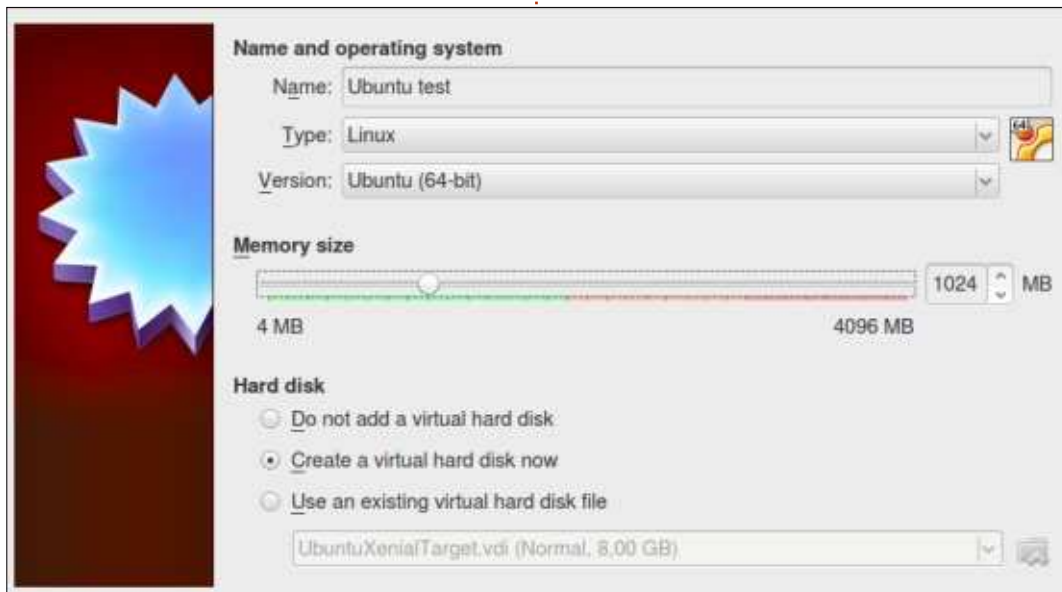 Name and operating system
Name: Ubuntu test
Type: Linux
64
Version: Ubuntu (64-bit)
Memory size
1024 MB
4 MB 4096 MB
Hard disk
Do not add a virtual hard disk
Create a virtual hard disk now
Use an existing virtual hard disk file
UbuntuXenialTarget.vdi (Normal, 8,00 GB)